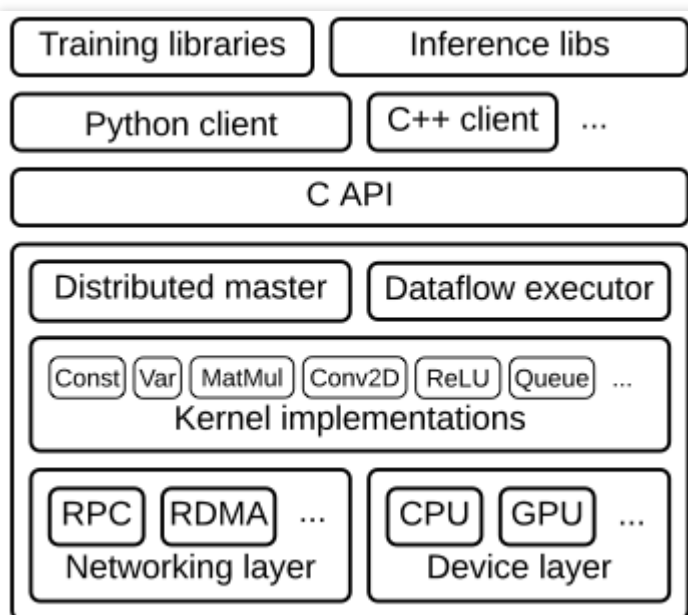 Training libraries Inference libs
Python client C++ client ...
C API
Distributed master Dataflow executor
Const Var MatMul Conv2D ReLU Queue ...
Kernel implementations
RPC RDMA ... CPU GPU ...
Networking layer Device layer